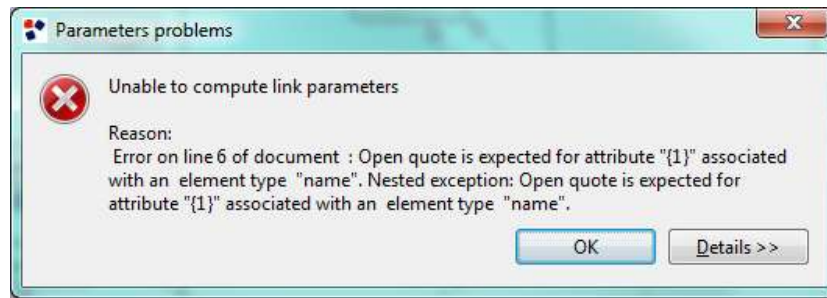 Parameters problems
Unable to compute link parameters
Reason:
Error on line 6 of document : Open quote is expected for attribute "{1}" associated
with an element type "name". Nested exception: Open quote is expected for
attribute "{1}" associated with an element type "name".
OK
Details >>